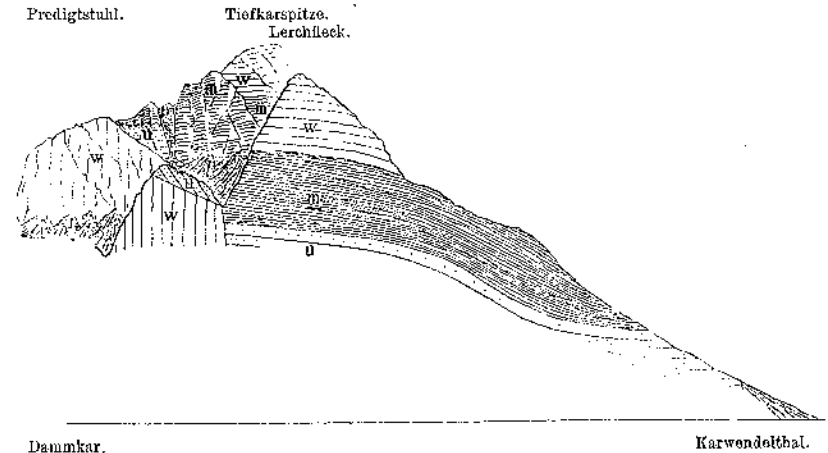 Predigtstuhl.
Tiefkarspitze.
Lerchfleck.
w
m
m
u
w
w
u
m
w
u
Dammkar.
Karwendelthal.